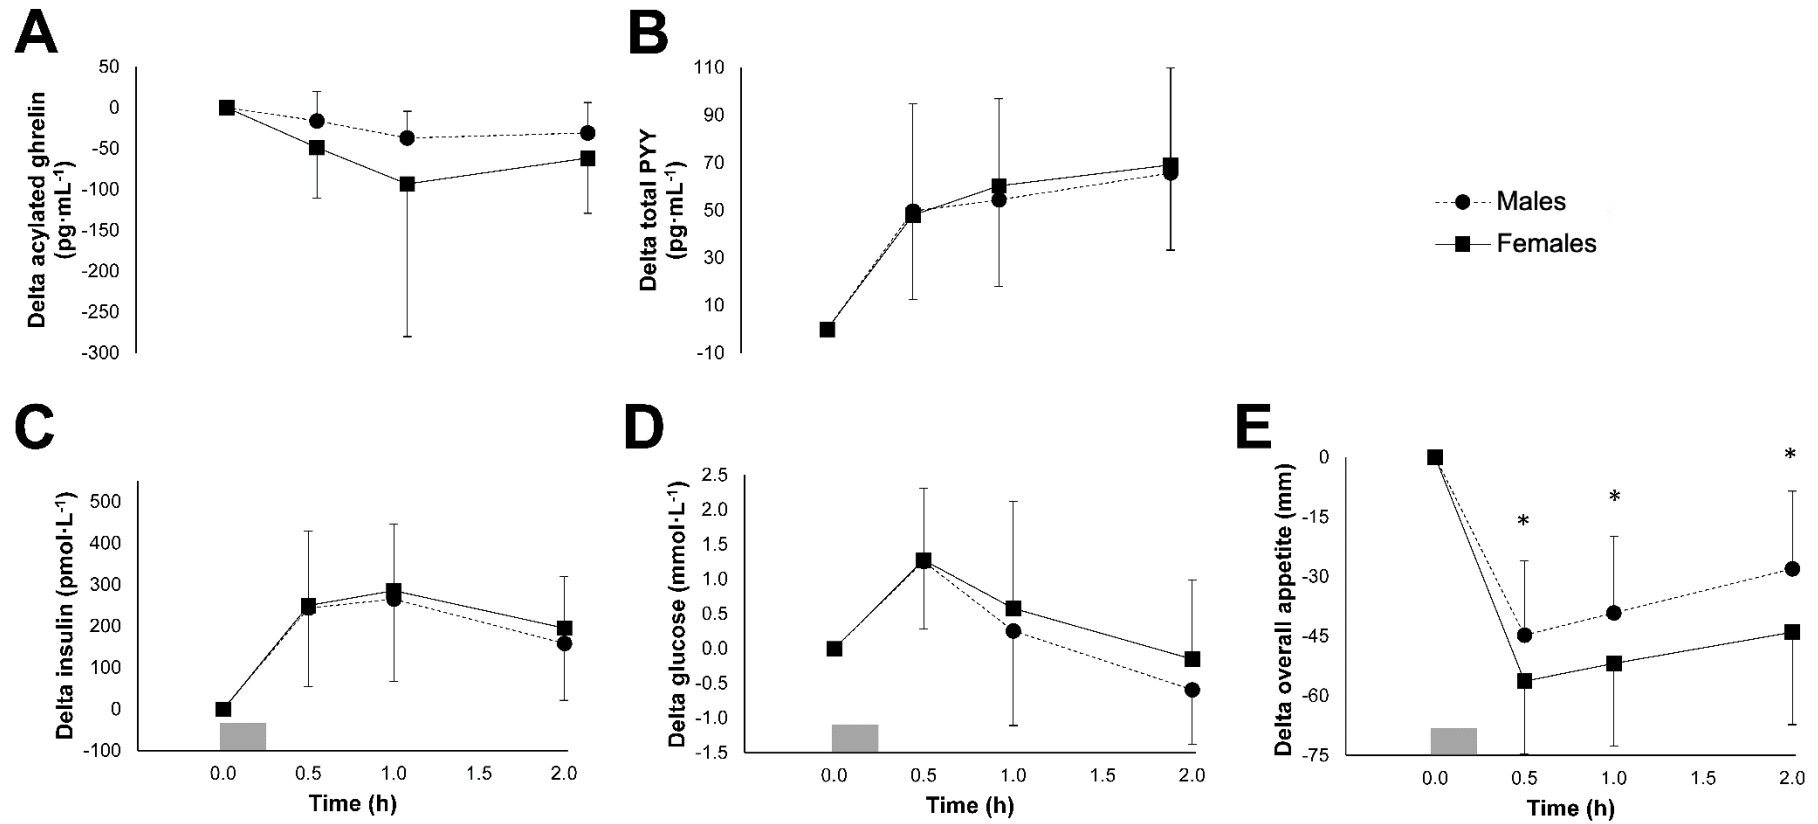 A
50
0
-50
-100
-150
-200
-250
-300
Delta acylated ghrelin
(pg·mL-1)
B
110
90
70
50
30
10
-10
Delta total PYY
(pg·mL-1)
Males
Females
C
500
400
300
200
100
0
-100
Delta insulin (pmol·L-1)
0.0 0.5 1.0 1.5 2.0
Time (h)
D
2.5
2.0
1.5
1.0
0.5
0.0
-0.5
-1.0
-1.5
Delta glucose (mmol·L-1)
0.0 0.5 1.0 1.5 2.0
Time (h)
E
0
-15
-30
-45
-60
-75
Delta overall appetite (mm)
* * *
0.0 0.5 1.0 1.5 2.0
Time (h)